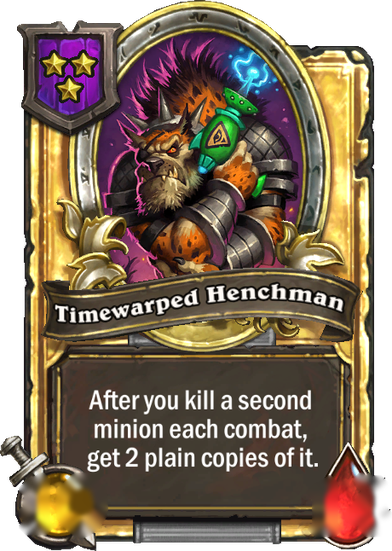 Timewarped Henchman
After you kill a second
minion each combat,
get 2 plain copies of it.